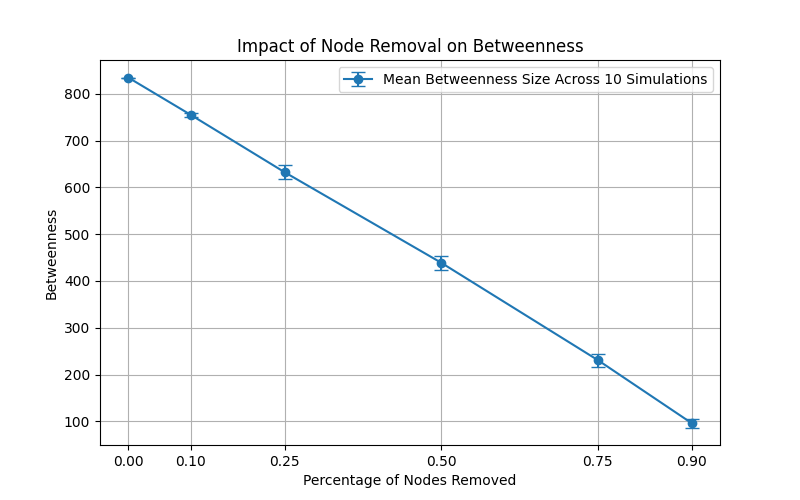 Impact of Node Removal on Betweenness
Mean Betweenness Size Across 10 Simulations
Betweenness
800
700
600
500
400
300
200
100
0.00 0.10 0.25 0.50 0.75 0.90
Percentage of Nodes Removed